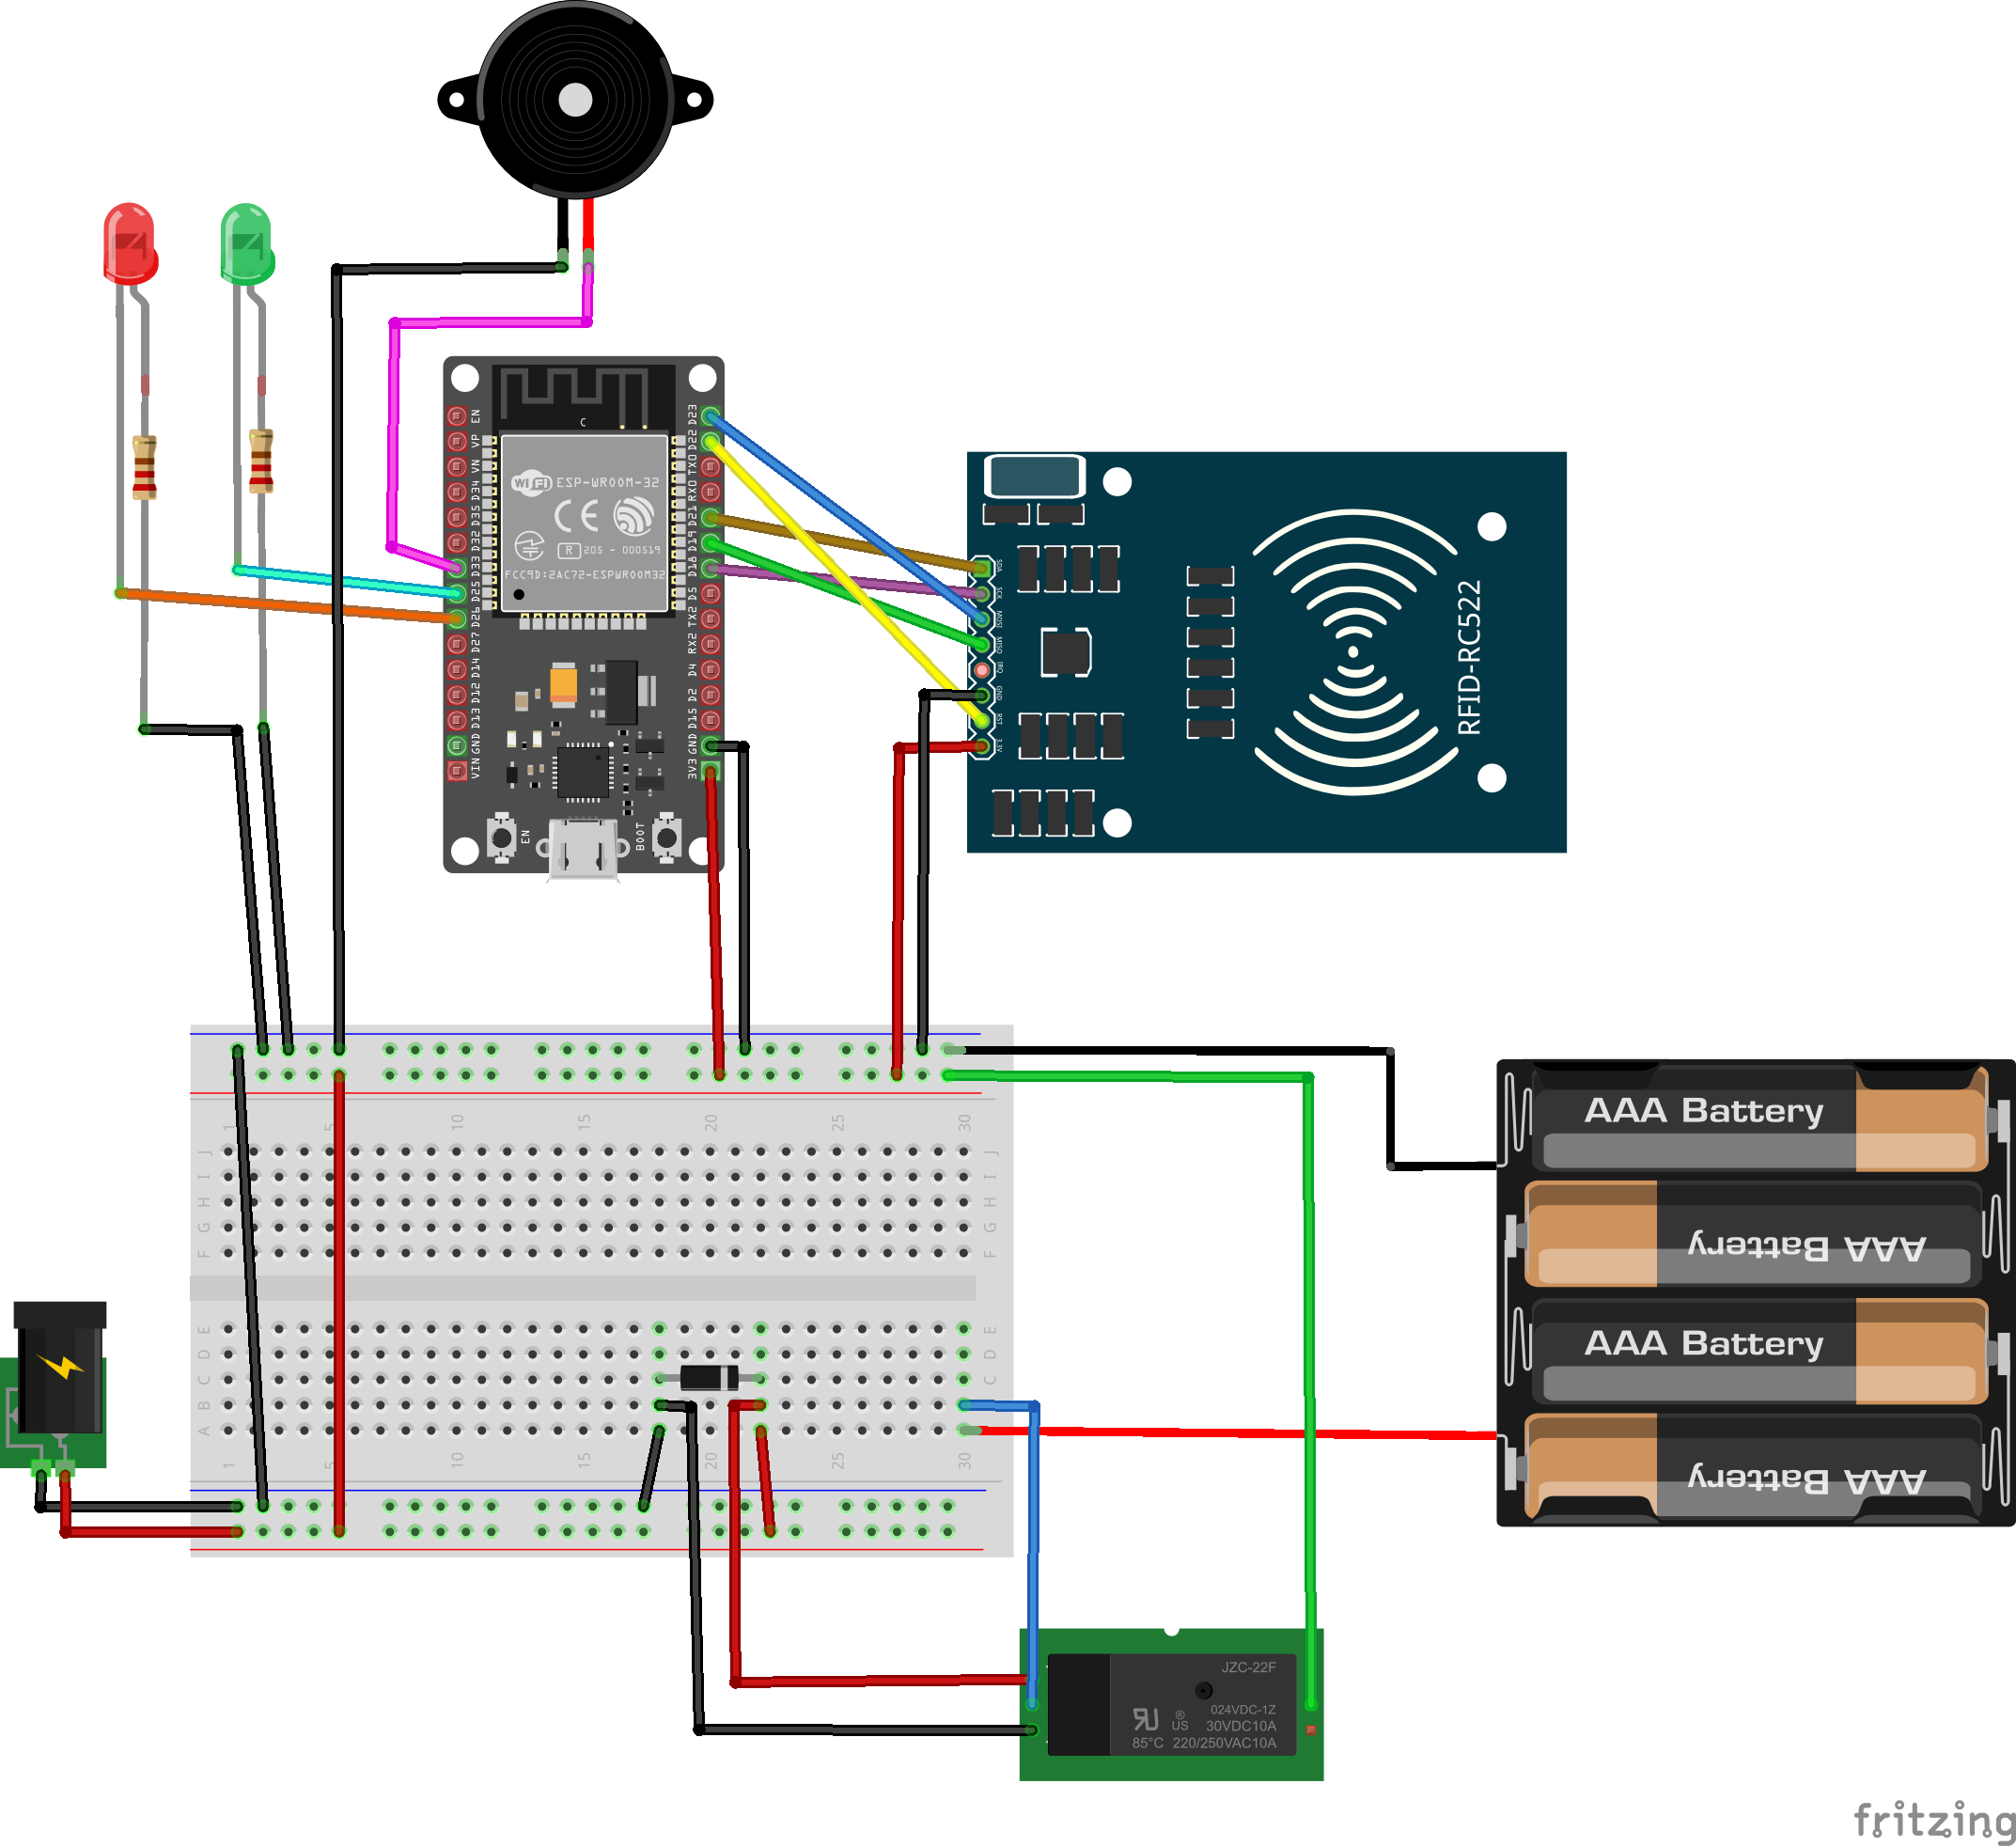 C
WiFi ESP-WROOM-32
CE
R 205 - 000519
FCC9D:2AC72-ESPWROOM32
EN
VP
VN
D34
D35
D32
D33
D25
D26
D27
D14
D12
D13
GND
VIN
D23
D22
TX0
RX0
D21
D19
D18
D5
TX2
RX2
D4
D2
D15
GND
3V3
EN
BOOT
SDA
SCK
MOSI
MISO
IRQ
GND
RST
3.3V
RFID-RC522
1 5 10 15 20 25 30
J J
I I
H H
G G
F F
E E
D D
C C
B B
A A
1 5 10 15 20 25 30
AAA Battery
AAA Battery
AAA Battery
AAA Battery
JZC-22F
024VDC-1Z
® US 30VDC10A
85°C 220/250VAC10A
fritzing